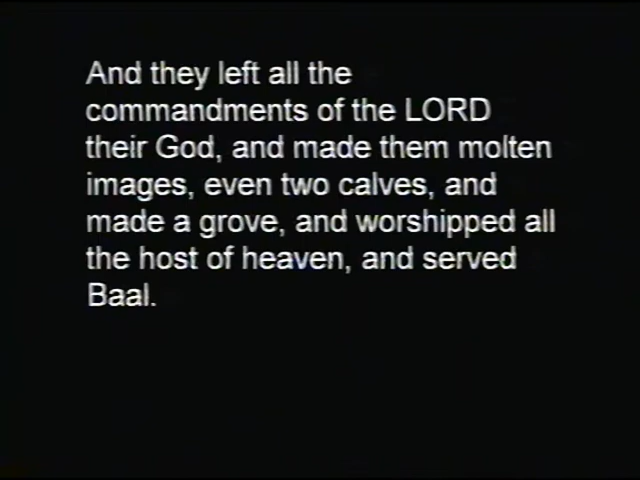 And they left all the
commandments of the LORD
their God, and made them molten
images, even two calves, and
made a grove, and worshipped all
the host of heaven, and served
Baal.